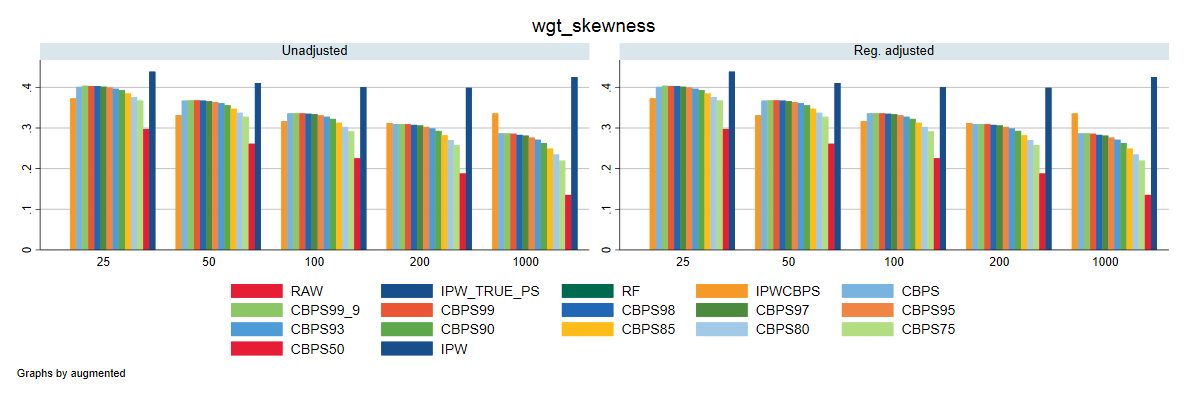 wgt_skewness
Unadjusted Reg. adjusted
.4 .4
.3 .3
.2 .2
.1 .1
0 0
25 50 100 200 1000 25 50 100 200 1000
RAW IPW_TRUE_PS RF IPWCBPS CBPS
CBPS99_9 CBPS99 CBPS98 CBPS97 CBPS95
CBPS93 CBPS90 CBPS85 CBPS80 CBPS75
CBPS50 IPW
Graphs by augmented